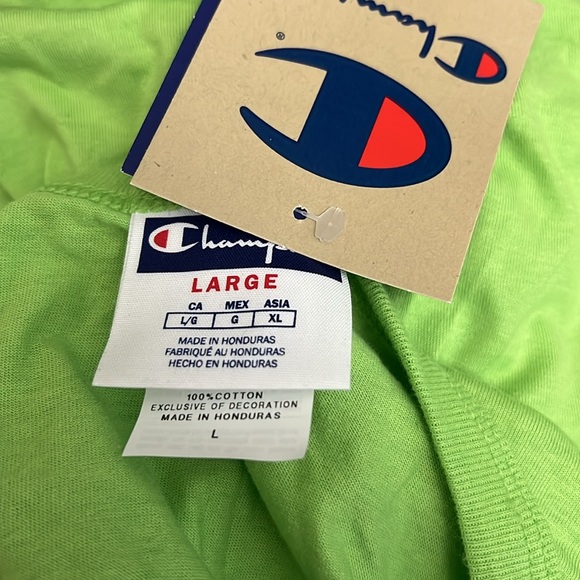 Champion
®
Champ
LARGE
CA MEX ASIA
L/G G XL
MADE IN HONDURAS
FABRIQUÉ AU HONDURAS
HECHO EN HONDURAS
100%COTTON
EXCLUSIVE OF DECORATION
MADE IN HONDURAS
L